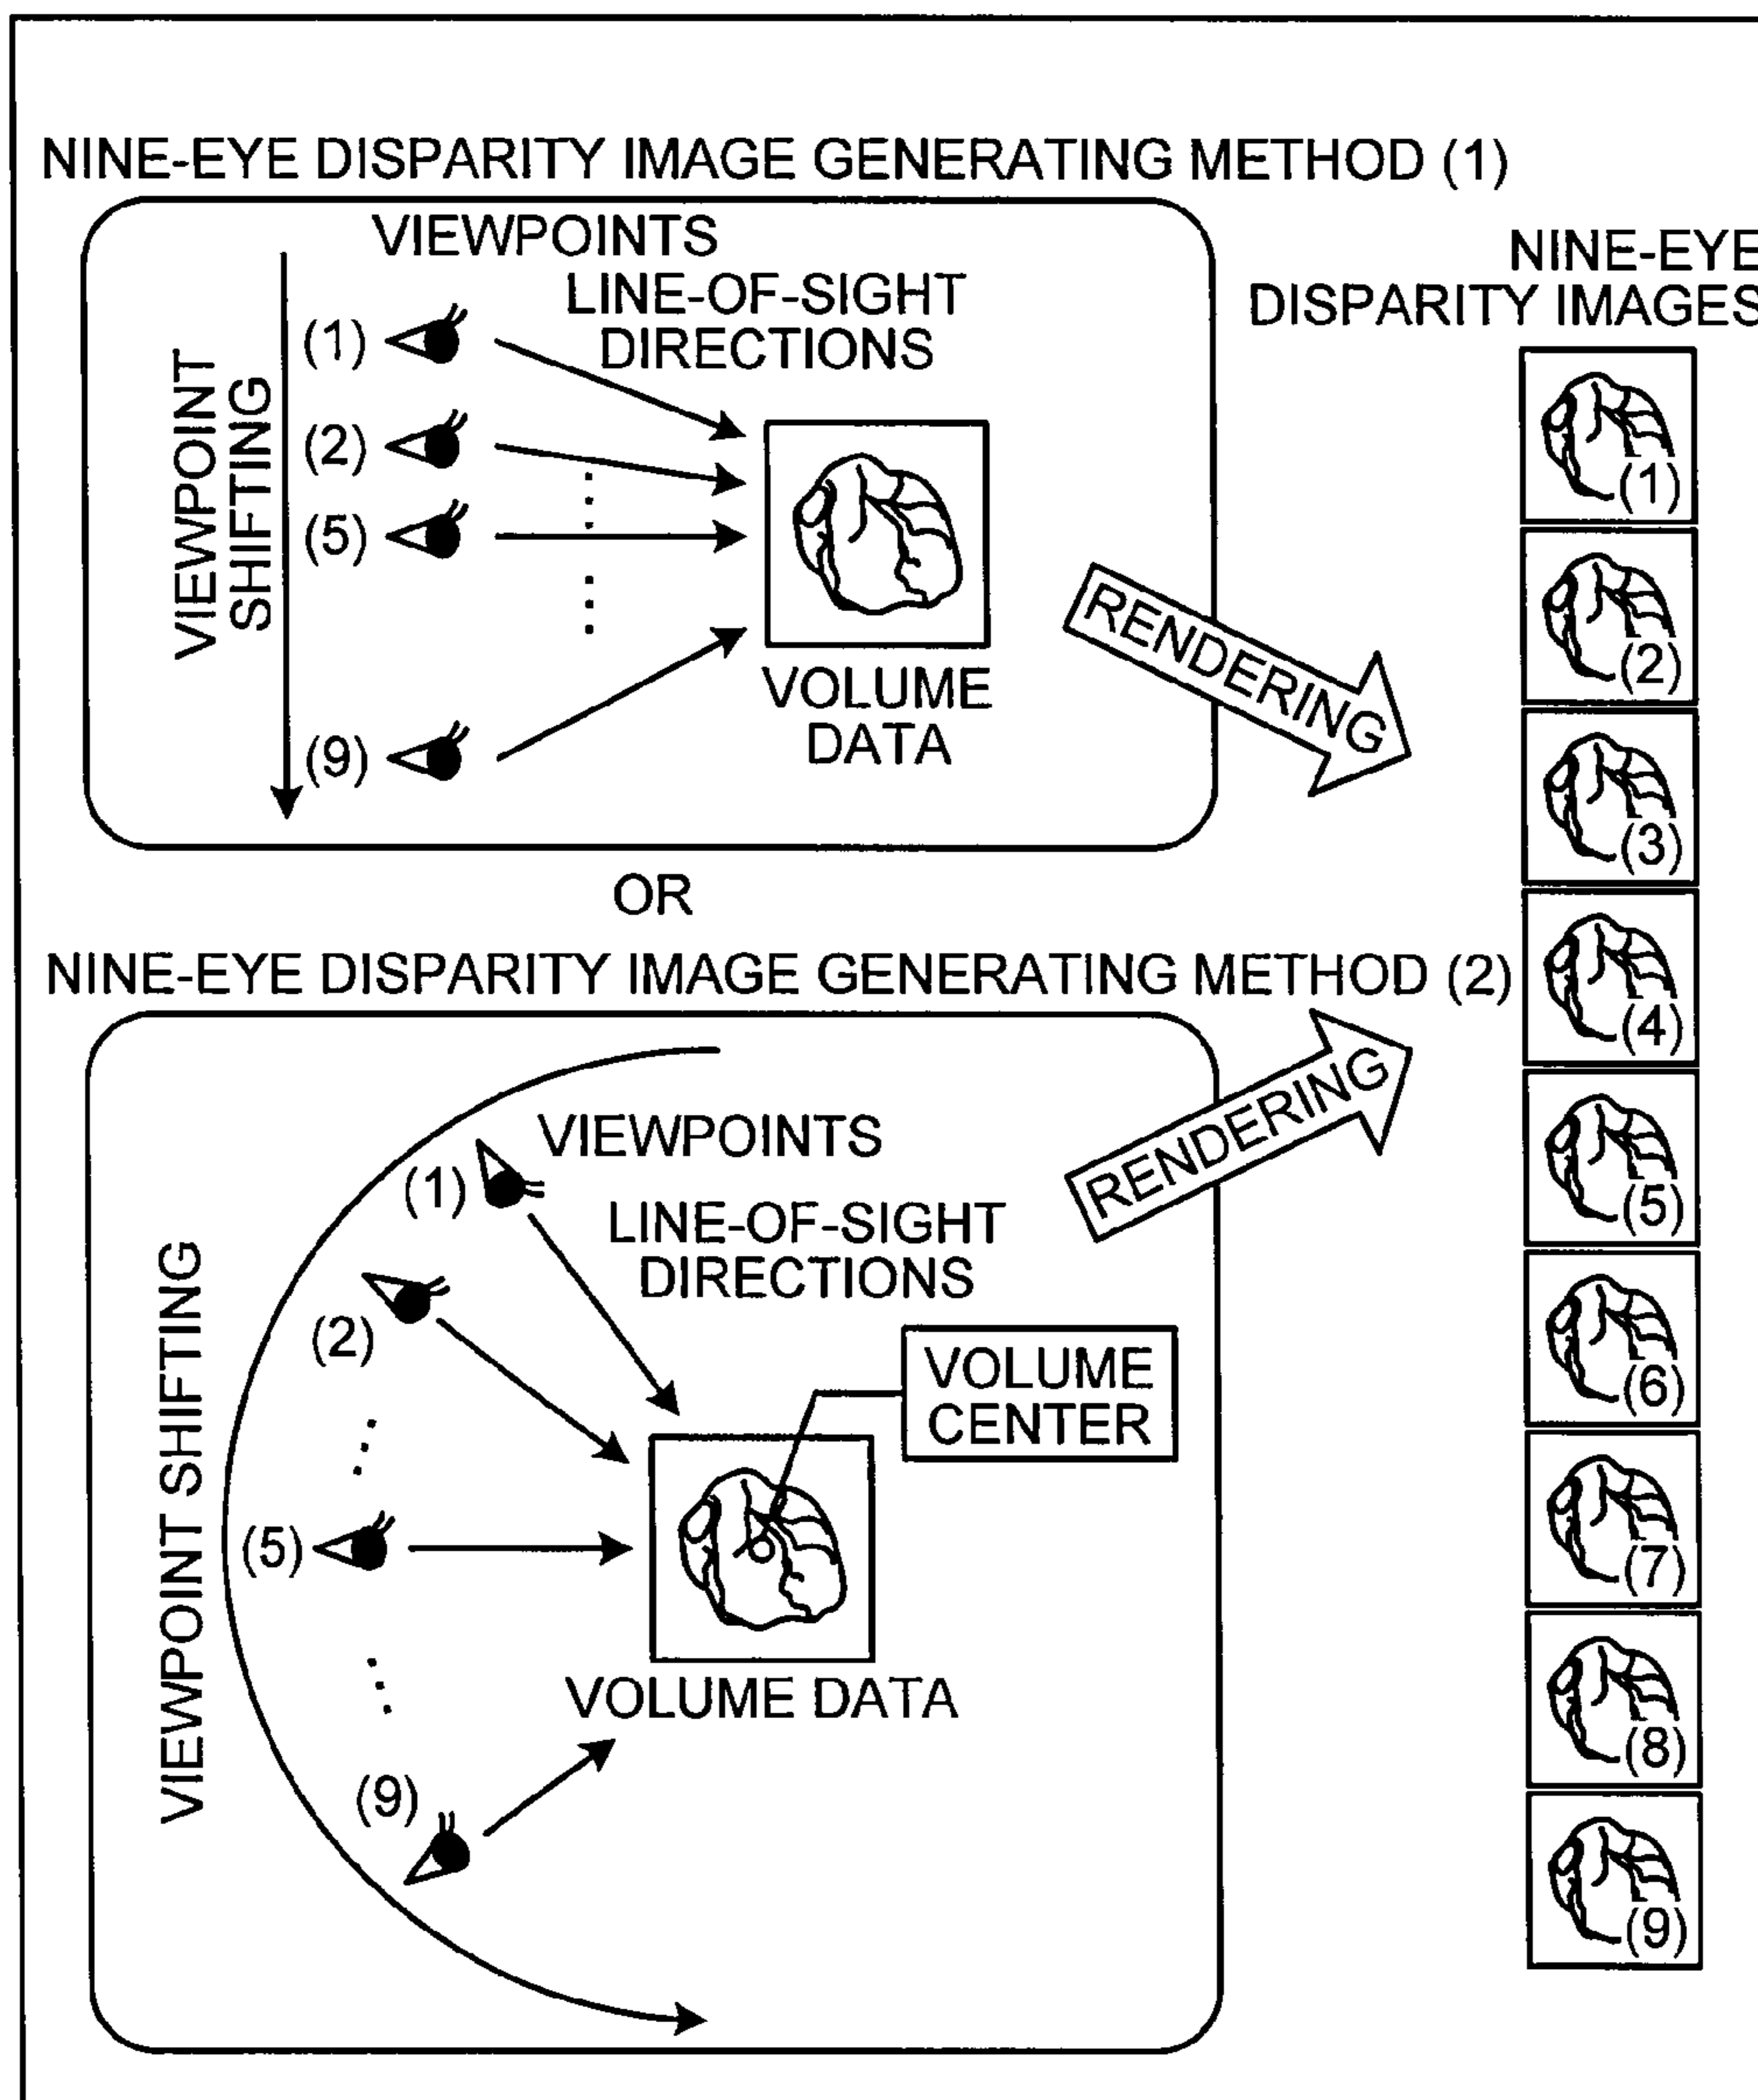 NINE-EYE DISPARITY IMAGE GENERATING METHOD (1)
VIEWPOINTS
LINE-OF-SIGHT
DIRECTIONS
VIEWPOINT
SHIFTING
(1)
(2)
(5)
(9)
VOLUME
DATA
RENDERING
OR
NINE-EYE DISPARITY IMAGE GENERATING METHOD (2)
VIEWPOINTS
LINE-OF-SIGHT
DIRECTIONS
VIEWPOINT SHIFTING
(1)
(2)
(5)
(9)
VOLUME
CENTER
VOLUME DATA
RENDERING
NINE-EYE
DISPARITY IMAGES
(1)
(2)
(3)
(4)
(5)
(6)
(7)
(8)
(9)